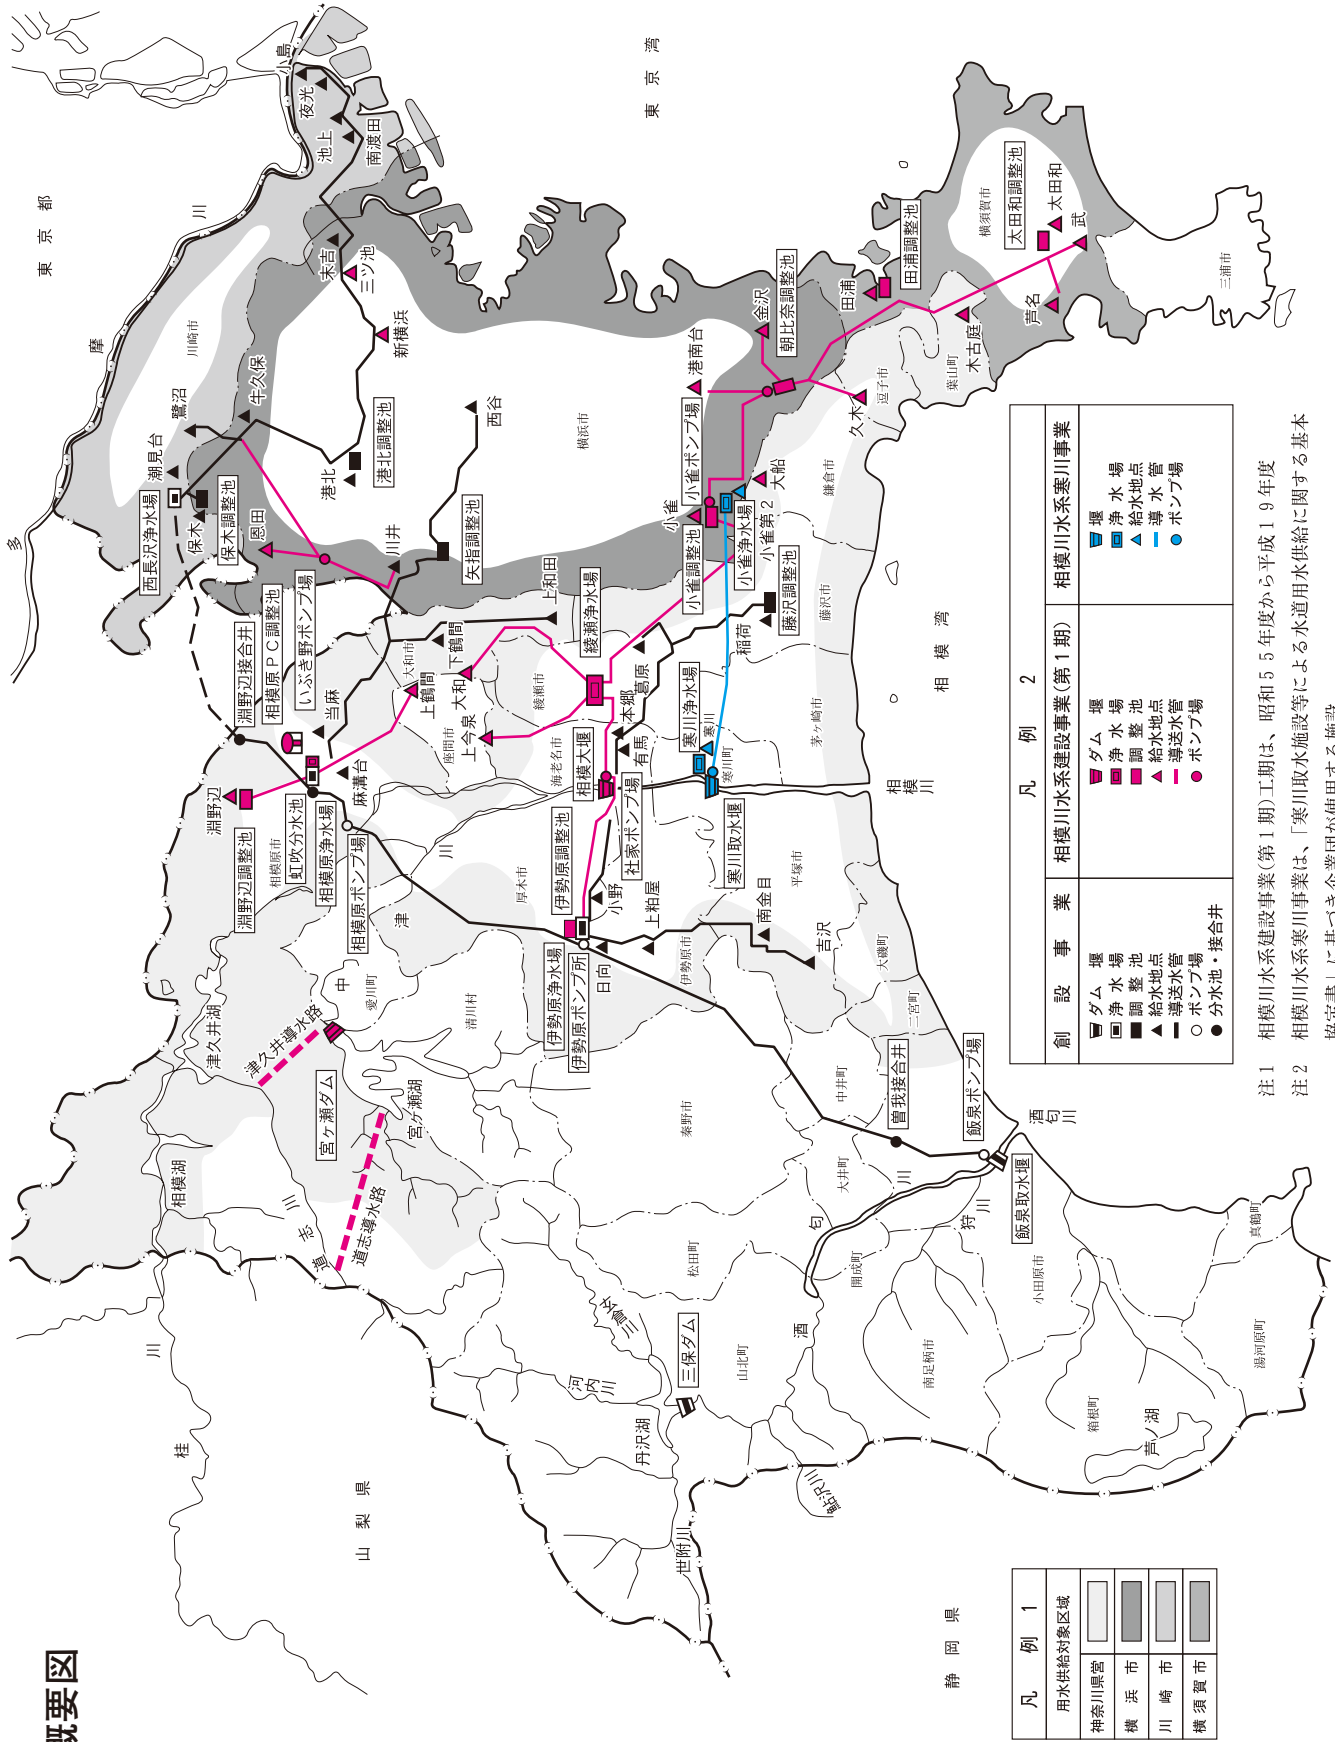 概要図
東京都
東京湾
多
摩
川
小島
夜光
池上
南渡田
末吉
三ツ池
新横浜
川崎市
鷺沼
牛久保
潮見台
西長沢浄水場
保木
保木調整池
恩田
港北
港北調整池
西谷
横浜市
川井
矢指調整池
いぶき野ポンプ場
相模原ＰＣ調整池
淵野辺接合井
当麻
麻溝台
淵野辺
淵野辺調整池
相模原市
虹吹分水池
相模原浄水場
相模原ポンプ場
大和市
上鶴間
下鶴間
大和
上和田
座間市
上今泉
綾瀬市
綾瀬浄水場
海老名市
相模大堰
社家ポンプ場
本郷
有馬
葛原
寒川浄水場
寒川
寒川町
寒川取水堰
稲荷
藤沢調整池
藤沢市
茅ヶ崎市
小雀
小雀ポンプ場
小雀調整池
小雀浄水場
小雀第２
大船
港南台
金沢
朝比奈調整池
鎌倉市
久木
逗子市
葉山町
木古庭
田浦
田浦調整池
横須賀市
太田和調整池
太田和
武
芦名
三浦市
相模湾
相模川
平塚市
厚木市
伊勢原調整池
伊勢原浄水場
伊勢原ポンプ所
小野
上粕屋
日向
伊勢原市
南金目
吉沢
大磯町
二宮町
中
津
川
愛川町
清川村
津久井湖
津久井導水路
宮ヶ瀬ダム
宮ヶ瀬湖
道志導水路
相模湖
道志川
桂
川
山梨県
秦野市
中井町
大井町
曽我接合井
飯泉ポンプ場
飯泉取水堰
酒匂川
酒
匂
川
狩川
松田町
開成町
小田原市
南足柄市
箱根町
芦ノ湖
真鶴町
湯河原町
山北町
玄倉川
河内川
三保ダム
丹沢湖
世附川
鮎沢川
静岡県
凡例 1
用水供給対象区域
神奈川県営
横浜市
川崎市
横須賀市
凡例 2
創設事業
ダム 堰
浄水場
調整池
給水地点
導送水管
ポンプ場
分水池・接合井
相模川水系建設事業(第１期)
ダム 堰
浄水場
調整池
給水地点
導送水管
ポンプ場
相模川水系寒川事業
堰
浄水場
給水地点
導水管
ポンプ場
注１ 相模川水系建設事業(第１期)工期は、昭和５５年度から平成１９年度
注２ 相模川水系寒川事業は、「寒川取水施設等による水道用水供給に関する基本
協定書」に基づき企業団が使用する施設